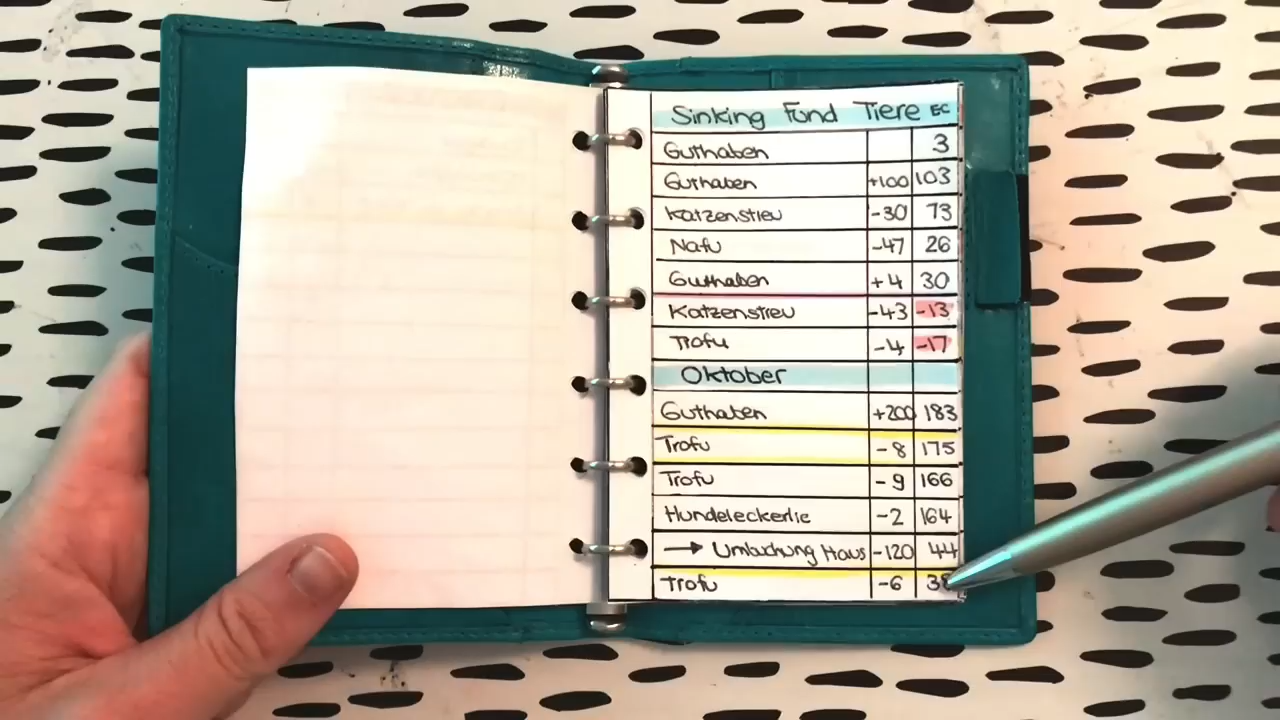 Sinking Fund Tiere EC
Guthaben 3
Guthaben +100 103
Katzenstreu -30 73
Nafu -47 26
Guthaben +4 30
Katzenstreu -43 -13
Trofu -4 -17
Oktober
Guthaben +200 183
Trofu -8 175
Trofu -9 166
Hundeleckerlie -2 164
→ Umbuchung Haus -120 44
Trofu -6 38